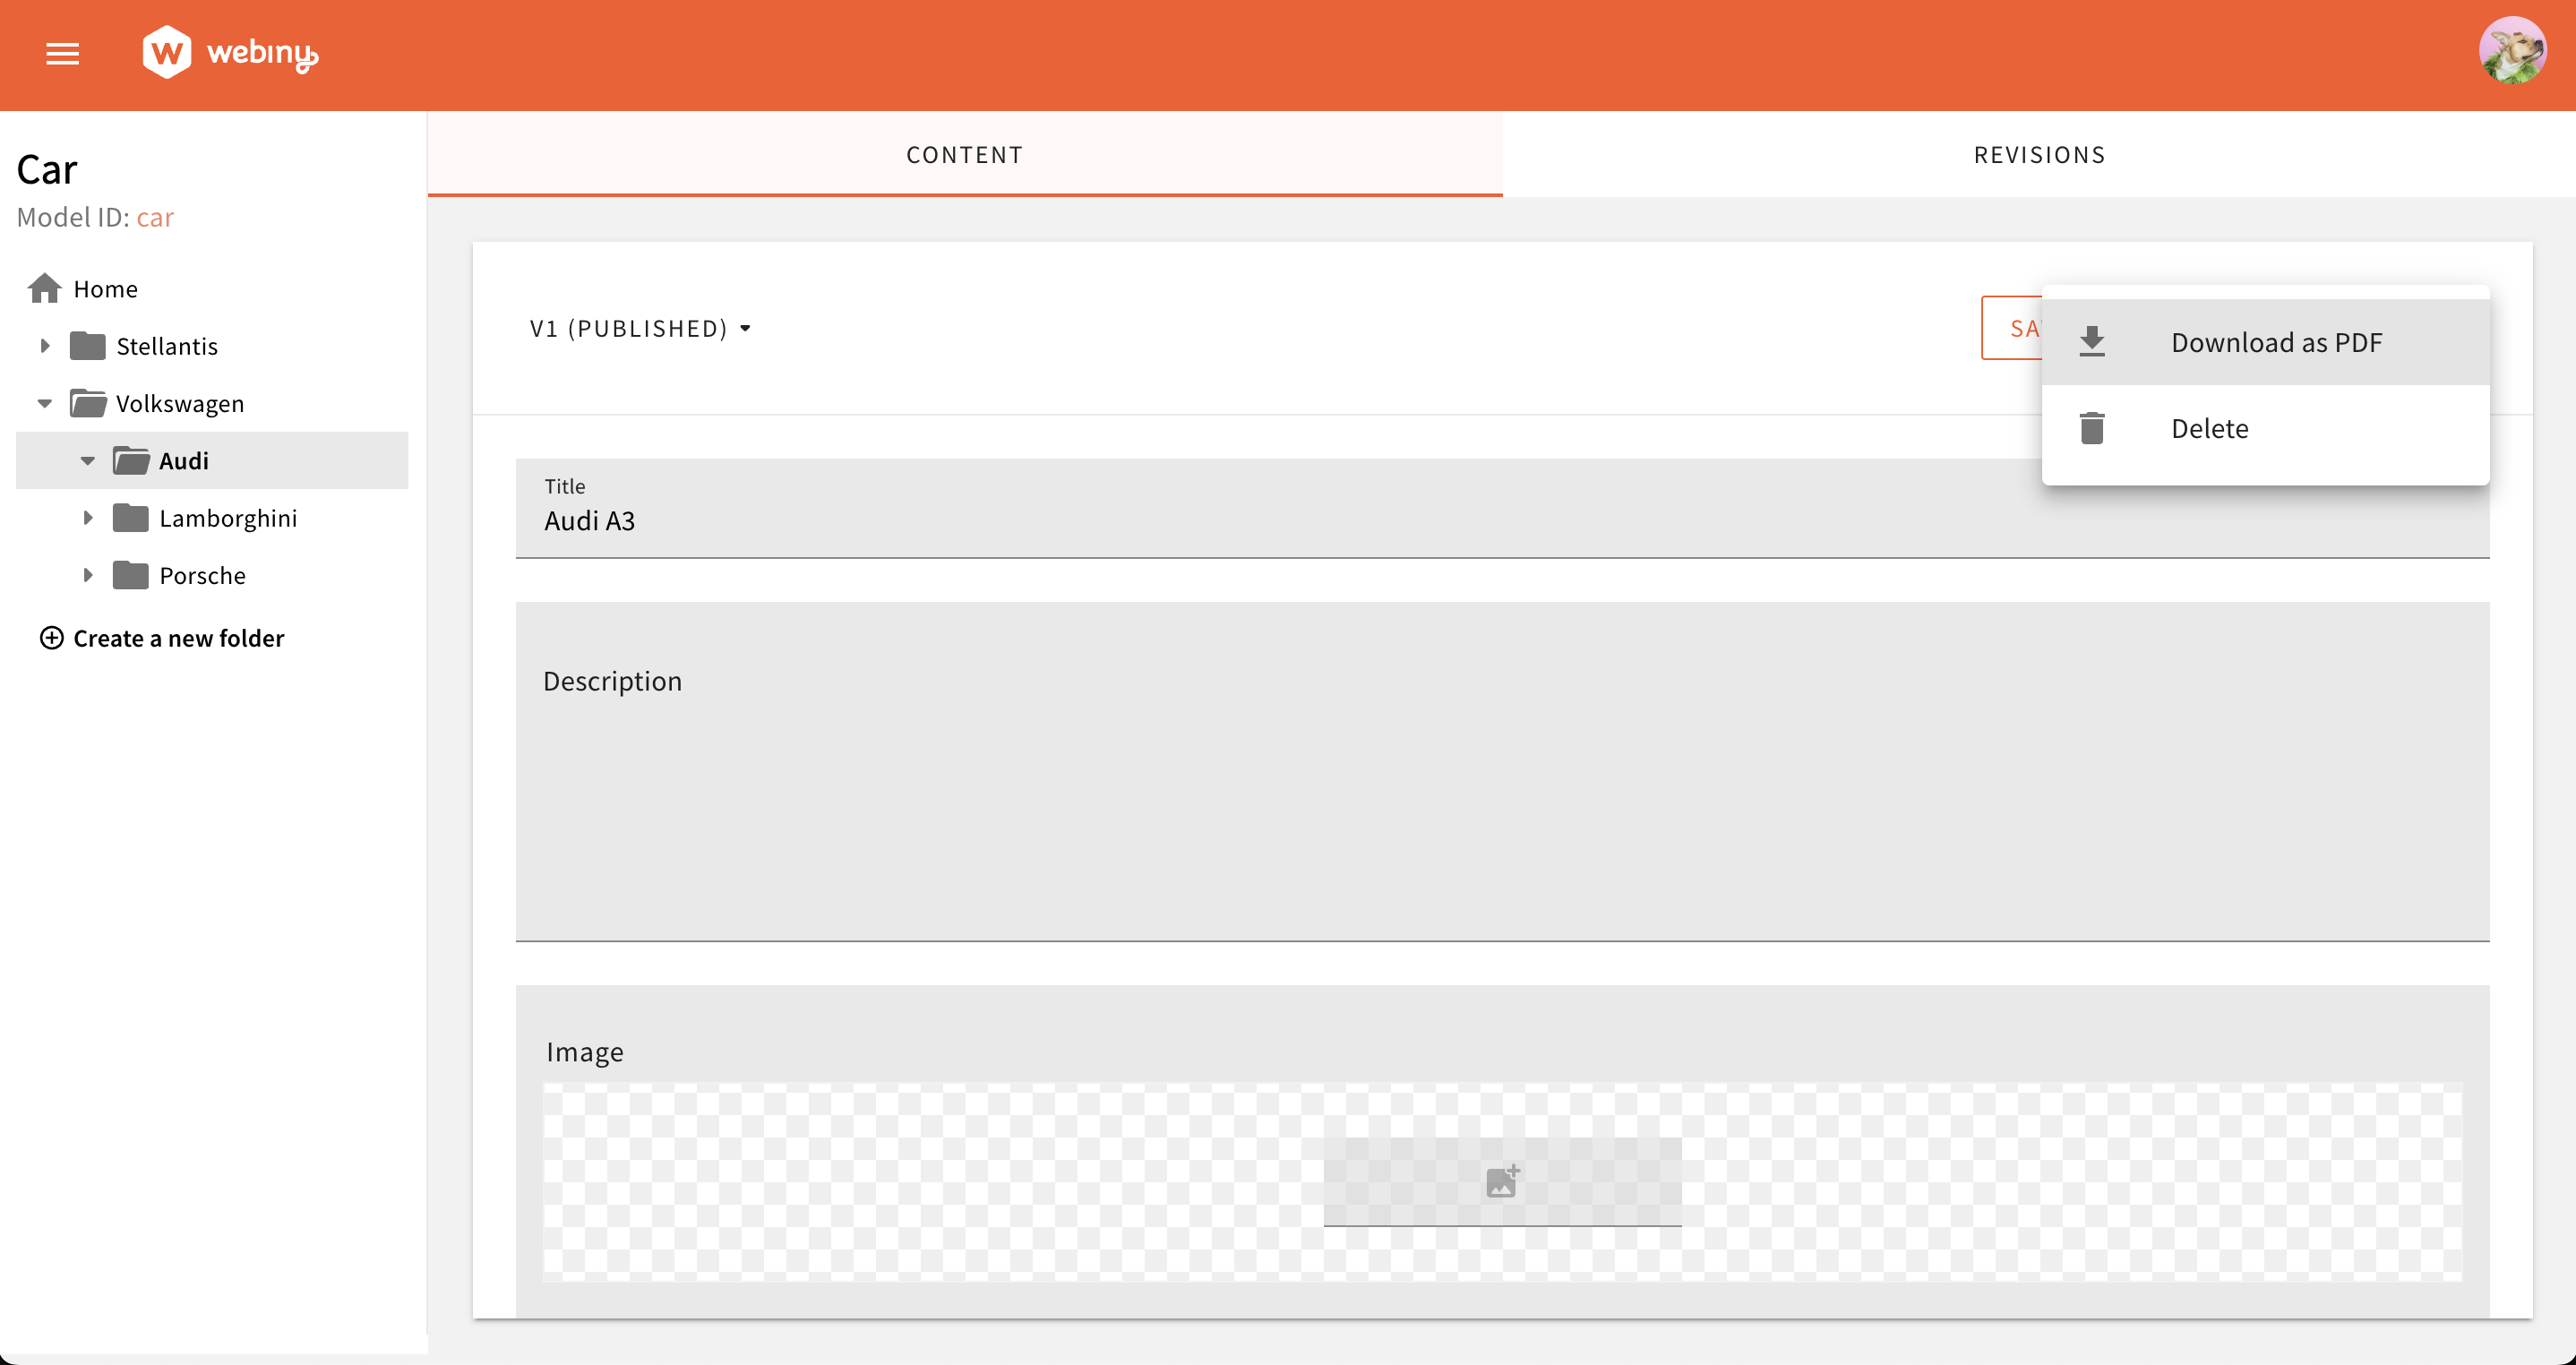 webiny
Car
Model ID: car
Home
Stellantis
Volkswagen
Audi
Lamborghini
Porsche
Create a new folder
CONTENT
REVISIONS
V1 (PUBLISHED)
Download as PDF
Delete
Title
Audi A3
Description
Image